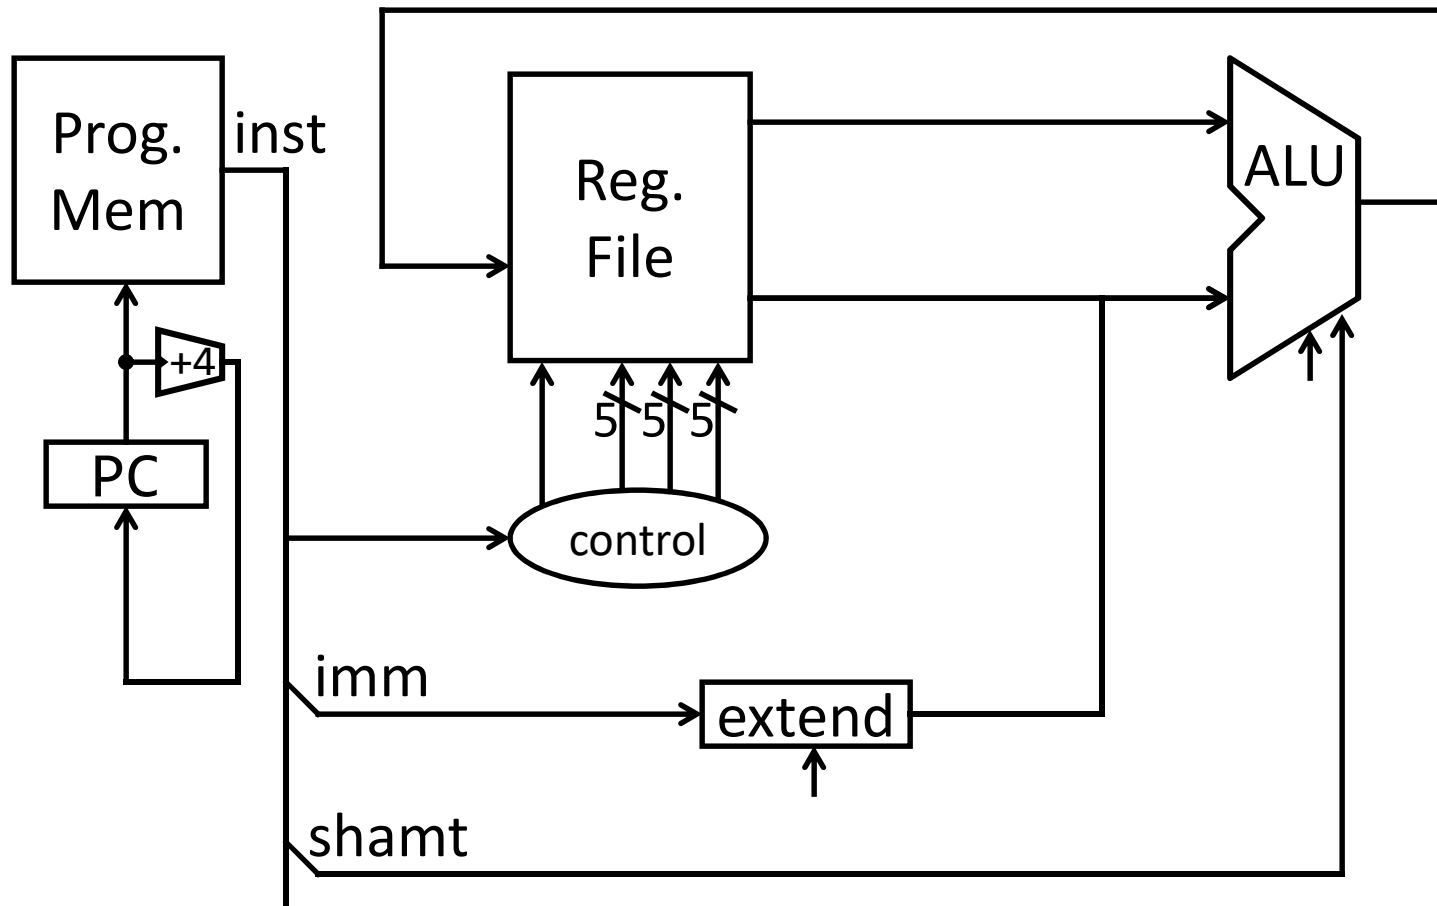 Prog.
Mem
inst
Reg.
File
ALU
+4
5 5 5
PC
control
imm
extend
shamt